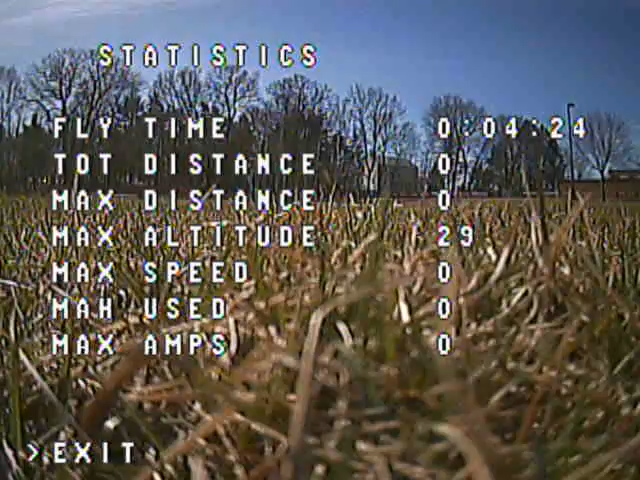 STATISTICS
FLY TIME 0:04:24
TOT DISTANCE 0
MAX DISTANCE 0
MAX ALTITUDE 29
MAX SPEED 0
MAH USED 0
MAX AMPS 0
>EXIT